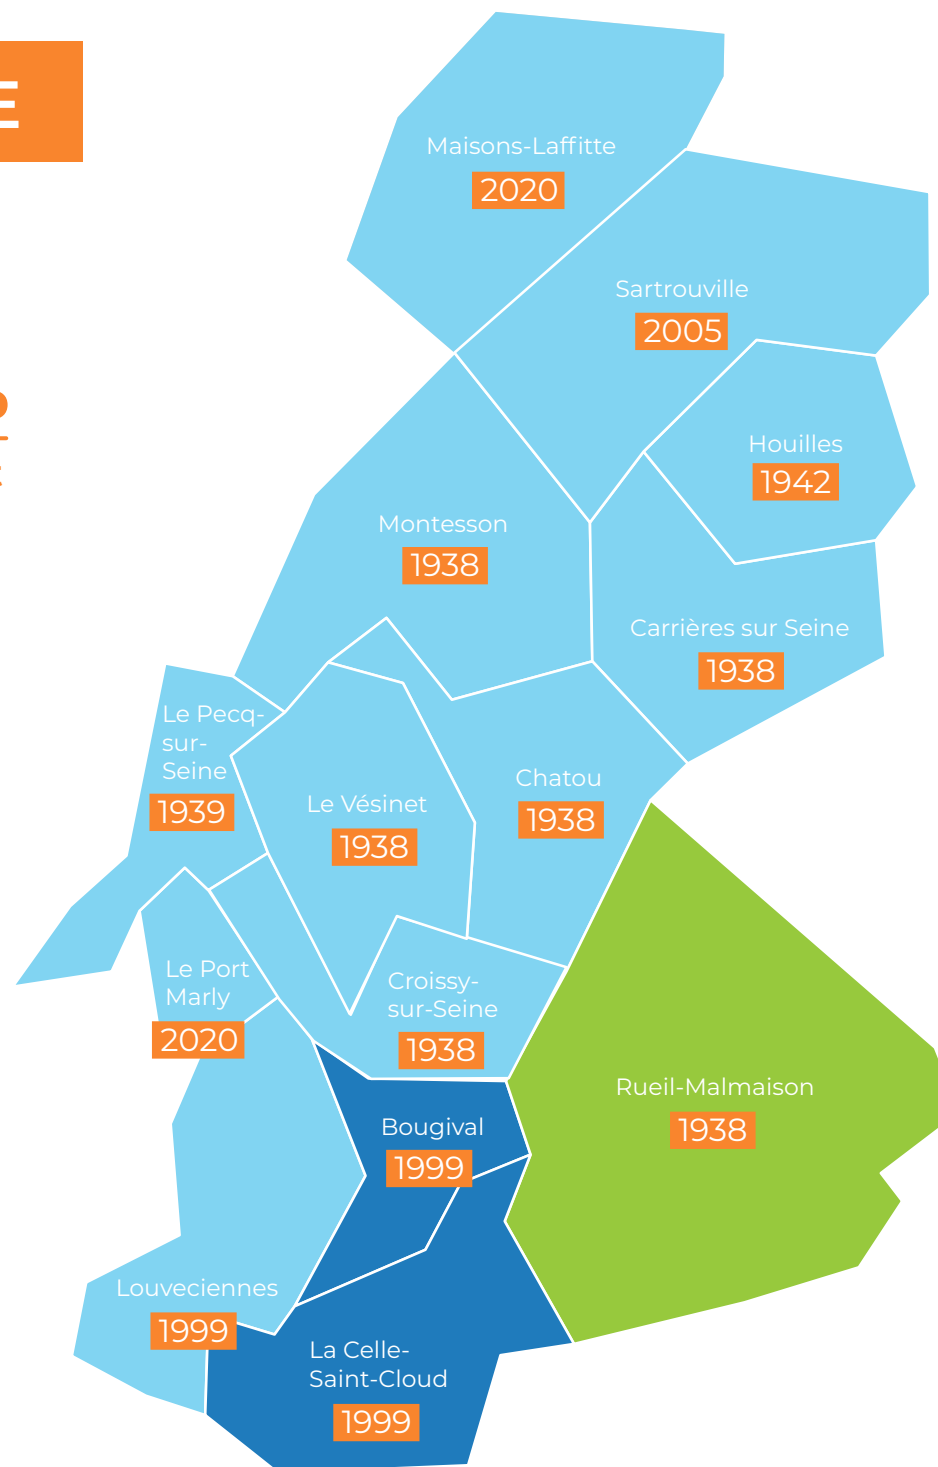 E
Maisons-Laffitte
2020
Sartrouville
2005
Houilles
1942
Montesson
1938
Carrières sur Seine
1938
Le Pecq-
sur-
Seine
1939
Le Vésinet
1938
Chatou
1938
Le Port
Marly
2020
Croissy-
sur-Seine
1938
Rueil-Malmaison
1938
Bougival
1999
Louveciennes
1999
La Celle-
Saint-Cloud
1999